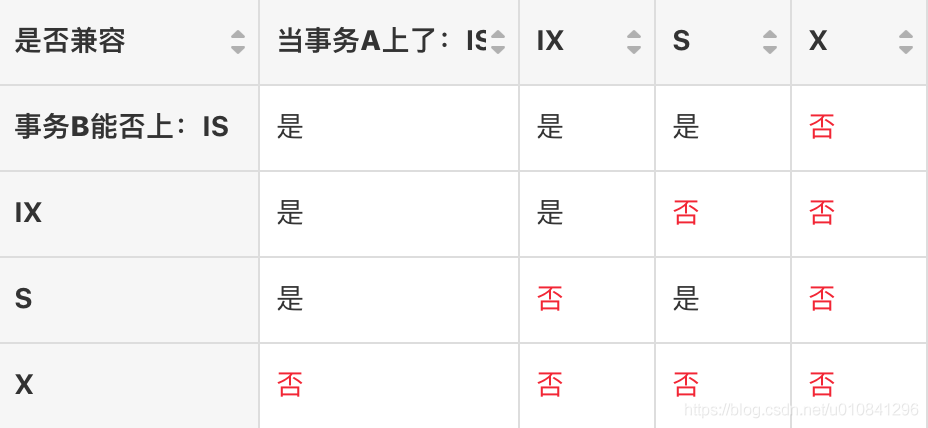 是否兼容 当事务A上了：IS IX S X
事务B能否上：IS 是 是 是 否
IX 是 是 否 否
S 是 否 是 否
X 否 否 否 否
https://blog.csdn.net/u010841296